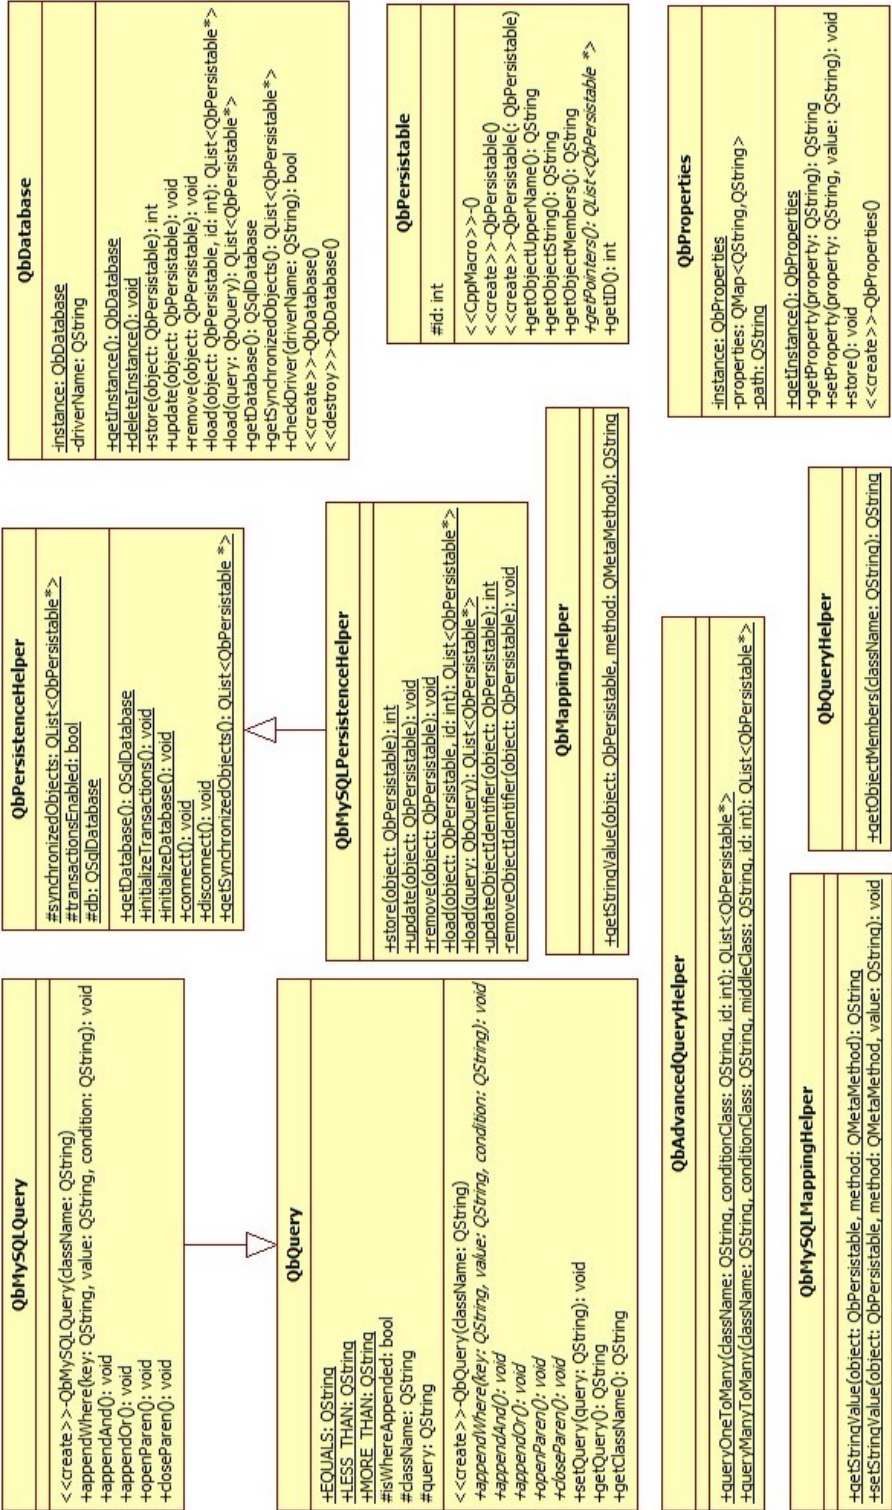 QbMySQLQuery
<<create>>-QbMySQLQuery(className: QString)
+appendWhere(key: QString, value: QString, condition: QString): void
+appendAnd(): void
+appendOr(): void
+openParen(): void
+closeParen(): void
QbPersistenceHelper
#synchronizedObjects: QList<QbPersistable*>
#transactionsEnabled: bool
#db: QSqlDatabase
+getDatabase(): QSqlDatabase
+initializeTransactions(): void
+initializeDatabase(): void
+connect(): void
+disconnect(): void
+getSynchronizedObjects(): QList<QbPersistable *>
QbDatabase
-instance: QbDatabase
-driverName: QString
+getInstance(): QbDatabase
+deleteInstance(): void
+store(object: QbPersistable): int
+update(object: QbPersistable): void
+remove(object: QbPersistable): void
+load(object: QbPersistable, id: int): QList<QbPersistable*>
+load(query: QbQuery): QList<QbPersistable*>
+getDatabase(): QSqlDatabase
+getSynchronizedObjects(): QList<QbPersistable*>
+checkDriver(driverName: QString): bool
<<create>>-QbDatabase()
<<destroy>>-QbDatabase()
QbQuery
+EQUALS: QString
+LESS_THAN: QString
+MORE_THAN: QString
#isWhereAppended: bool
#className: QString
#query: QString
<<create>>-QbQuery(className: QString)
+appendWhere(key: QString, value: QString, condition: QString): void
+appendAnd(): void
+appendOr(): void
+openParen(): void
+closeParen(): void
+setQuery(query: QString): void
+getQuery(): QString
+getClassName(): QString
QbMySQLPersistenceHelper
+store(object: QbPersistable): int
+update(object: QbPersistable): void
+remove(object: QbPersistable): void
+load(object: QbPersistable, id: int): QList<QbPersistable*>
+load(query: QbQuery): QList<QbPersistable*>
-updateObjectIdentifier(object: QbPersistable): int
-removeObjectIdentifier(object: QbPersistable): void
QbPersistable
#id: int
<<CppMacro>>-()
<<create>>-QbPersistable()
<<create>>-QbPersistable(: QbPersistable)
+getObjectUpperName(): QString
+getObjectString(): QString
+getObjectMembers(): QString
+getPointers(): QList<QbPersistable *>
+getID(): int
QbMappingHelper
+getStringValue(object: QbPersistable, method: QMetaMethod): QString
QbAdvancedQueryHelper
+queryOneToMany(className: QString, conditionClass: QString, id: int): QList<QbPersistable*>
+queryManyToMany(className: QString, conditionClass: QString, middleClass: QString, id: int): QList<QbPersistable*>
QbProperties
-instance: QbProperties
-properties: QMap<QString,QString>
-path: QString
+getInstance(): QbProperties
+getProperty(property: QString): QString
+setProperty(property: QString, value: QString): void
+store(): void
<<create>>-QbProperties()
QbMySQLMappingHelper
+getStringValue(object: QbPersistable, method: QMetaMethod): QString
+setStringValue(object: QbPersistable, method: QMetaMethod, value: QString): void
QbQueryHelper
+getObjectMembers(className: QString): QString